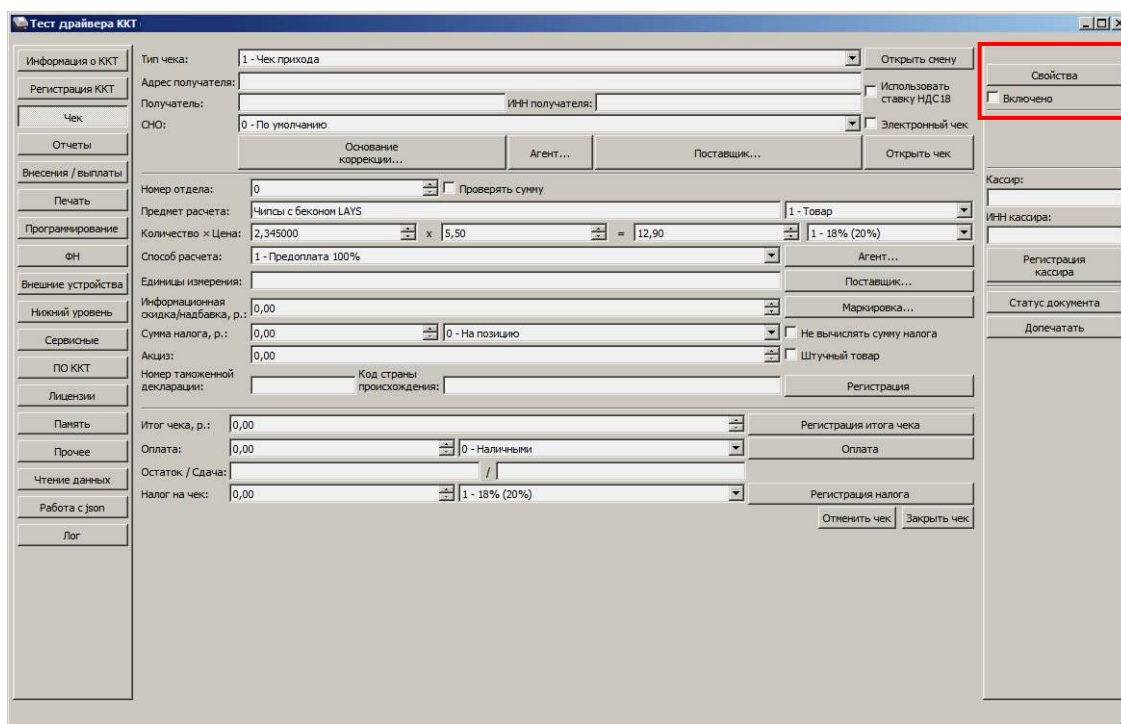 Тест драйвера ККТ
Информация о ККТ
Регистрация ККТ
Чек
Отчеты
Внесения / выплаты
Печать
Программирование
ФН
Внешние устройства
Нижний уровень
Сервисные
ПО ККТ
Лицензии
Память
Прочее
Чтение данных
Работа с json
Лог
Тип чека: 1 - Чек прихода Открыть смену
Адрес получателя: Использовать ставку НДС18
Получатель: ИНН получателя:
СНО: 0 - По умолчанию Электронный чек
Основание коррекции... Агент... Поставщик... Открыть чек
Номер отдела: 0 Проверять сумму
Предмет расчета: Чипсы с беконом LAYS 1 - Товар
Количество × Цена: 2,345000 x 5,50 = 12,90 1 - 18% (20%)
Способ расчета: 1 - Предоплата 100% Агент...
Единицы измерения: Поставщик...
Информационная скидка/надбавка, р.: 0,00 Маркировка...
Сумма налога, р.: 0,00 0 - На позицию Не вычислять сумму налога
Акциз: 0,00 Штучный товар
Номер таможенной декларации: Код страны происхождения: Регистрация
Итог чека, р.: 0,00 Регистрация итога чека
Оплата: 0,00 0 - Наличными Оплата
Остаток / Сдача: /
Налог на чек: 0,00 1 - 18% (20%) Регистрация налога
Отменить чек Закрыть чек
Свойства
Включено
Кассир:
ИНН кассира:
Регистрация
кассира
Статус документа
Допечатать